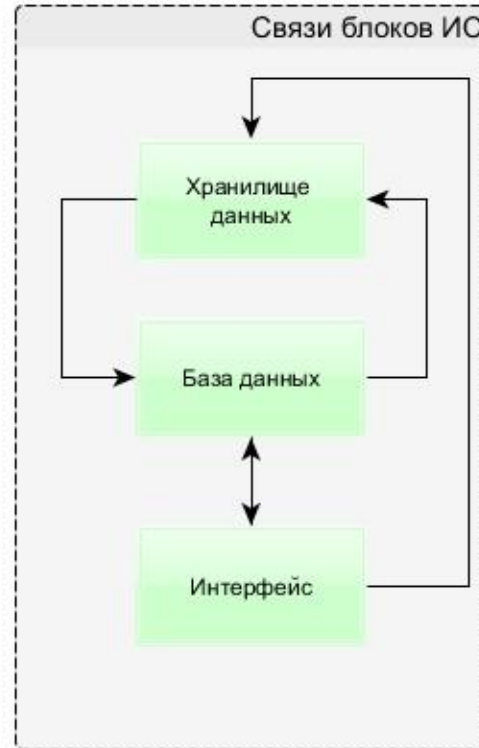 Связи блоков ИС
Хранилище
данных
База данных
Интерфейс